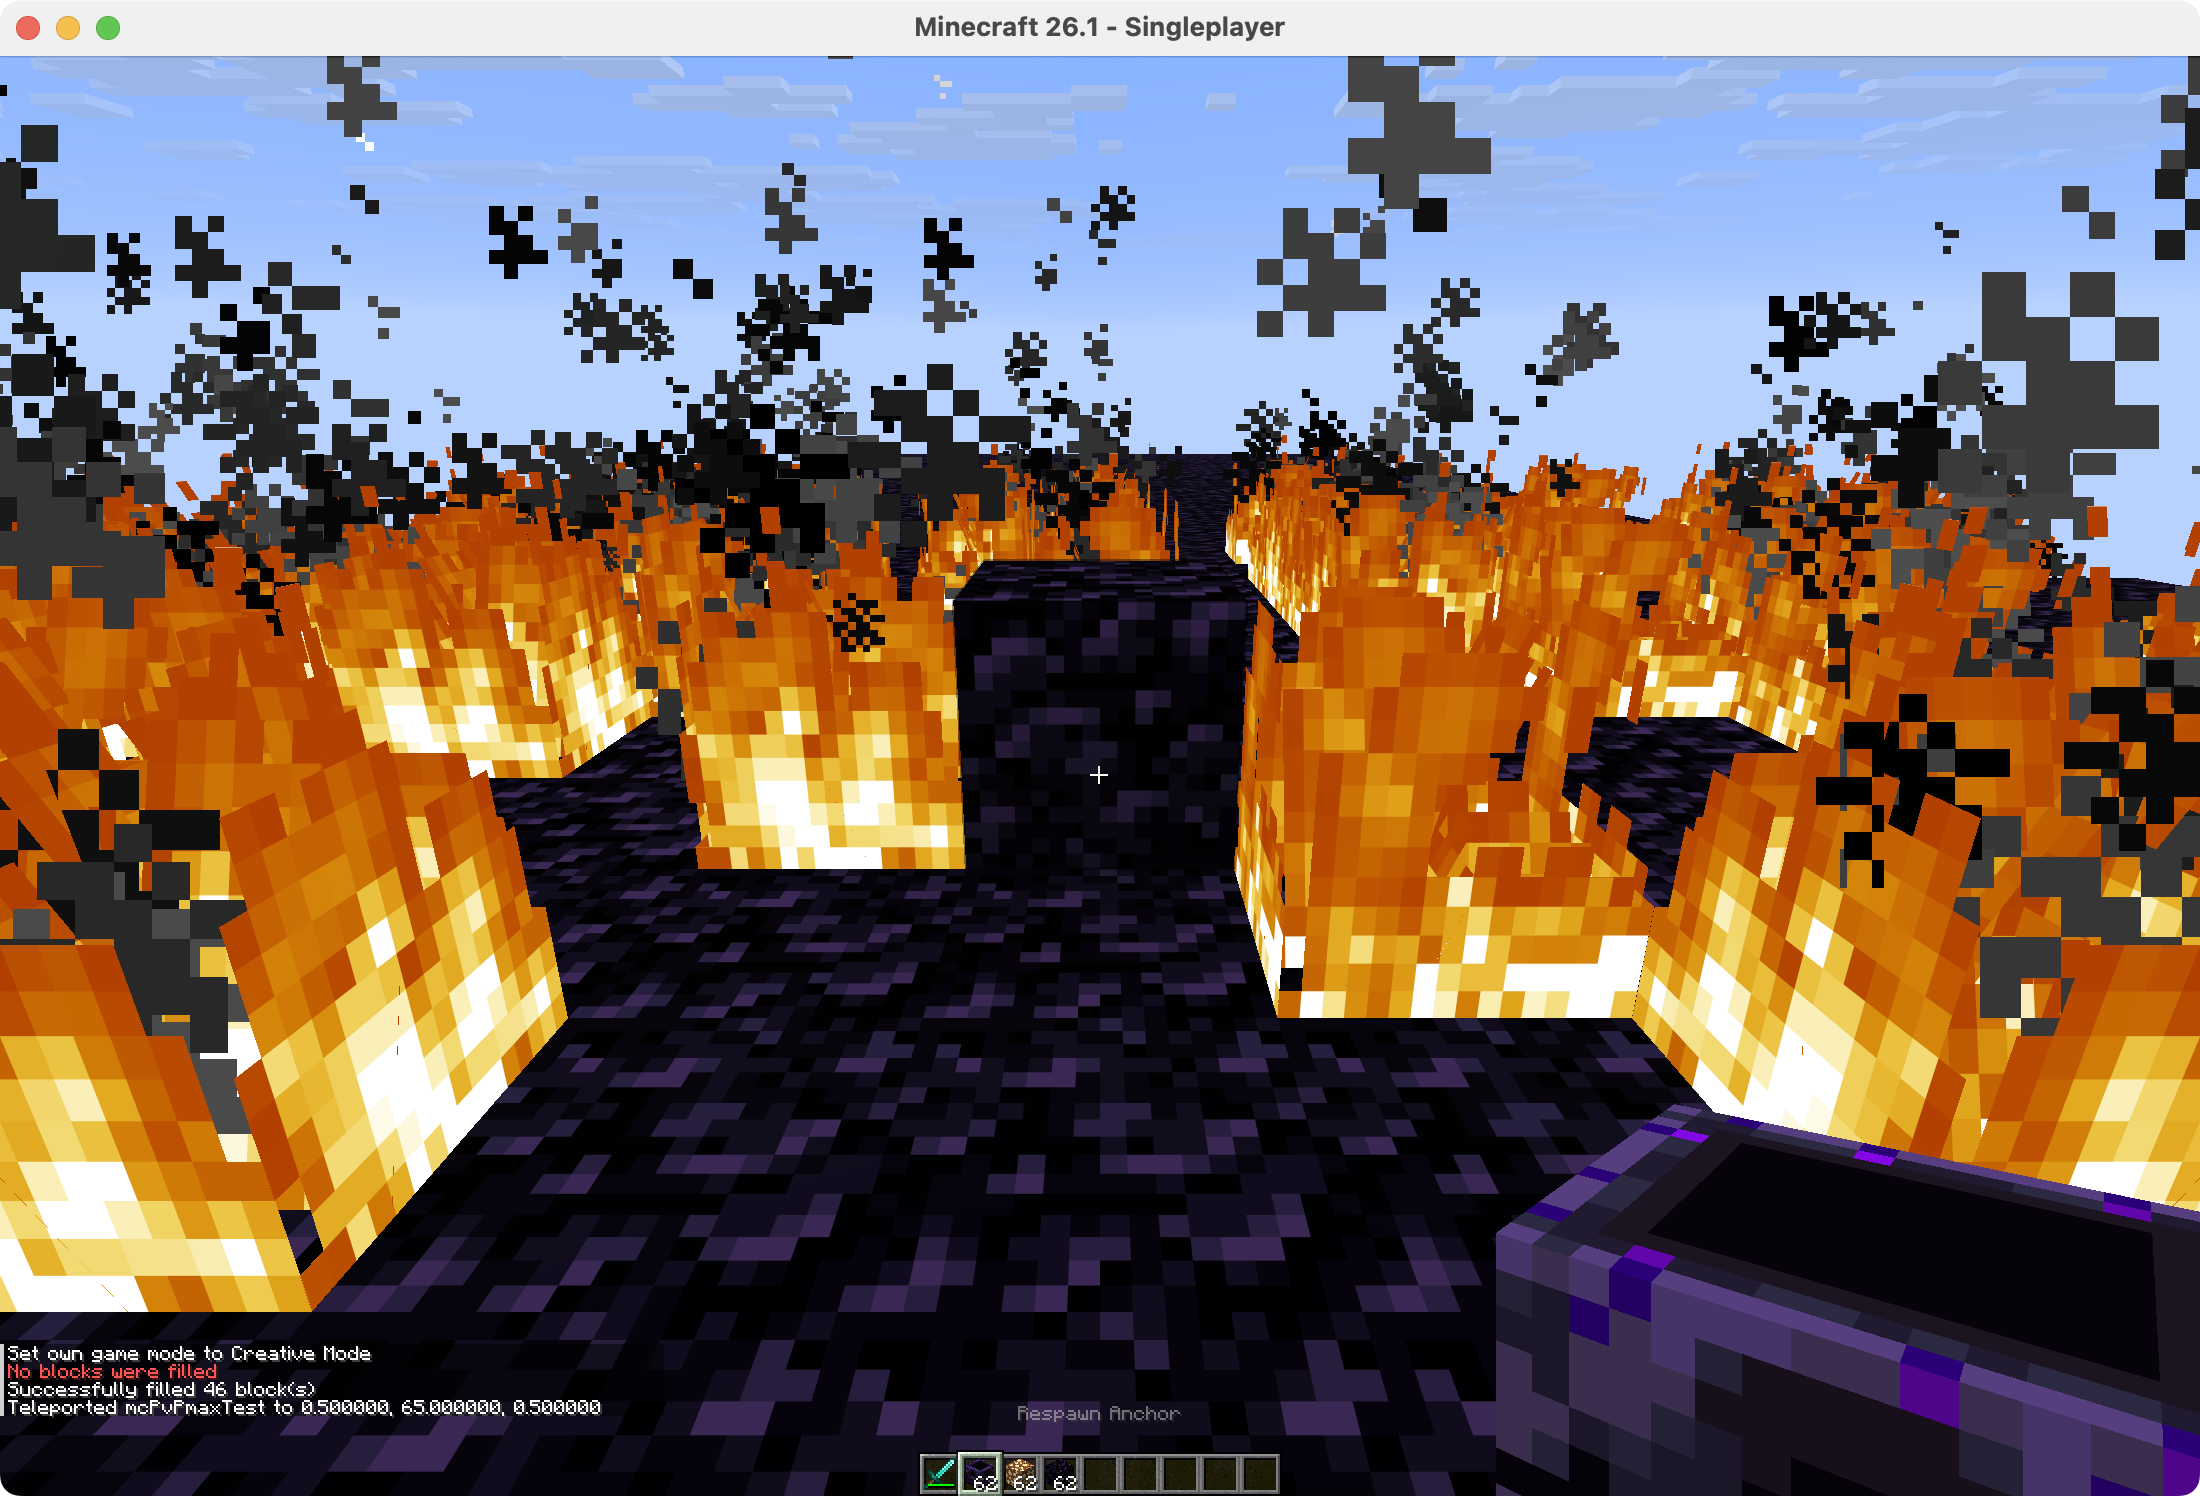 Minecraft 26.1 - Singleplayer
Set own game mode to Creative Mode
No blocks were filled
Successfully filled 46 block(s)
Teleported mcPvPmaxTest to 0.500000, 65.000000, 0.500000
Respawn Anchor
62 62 62